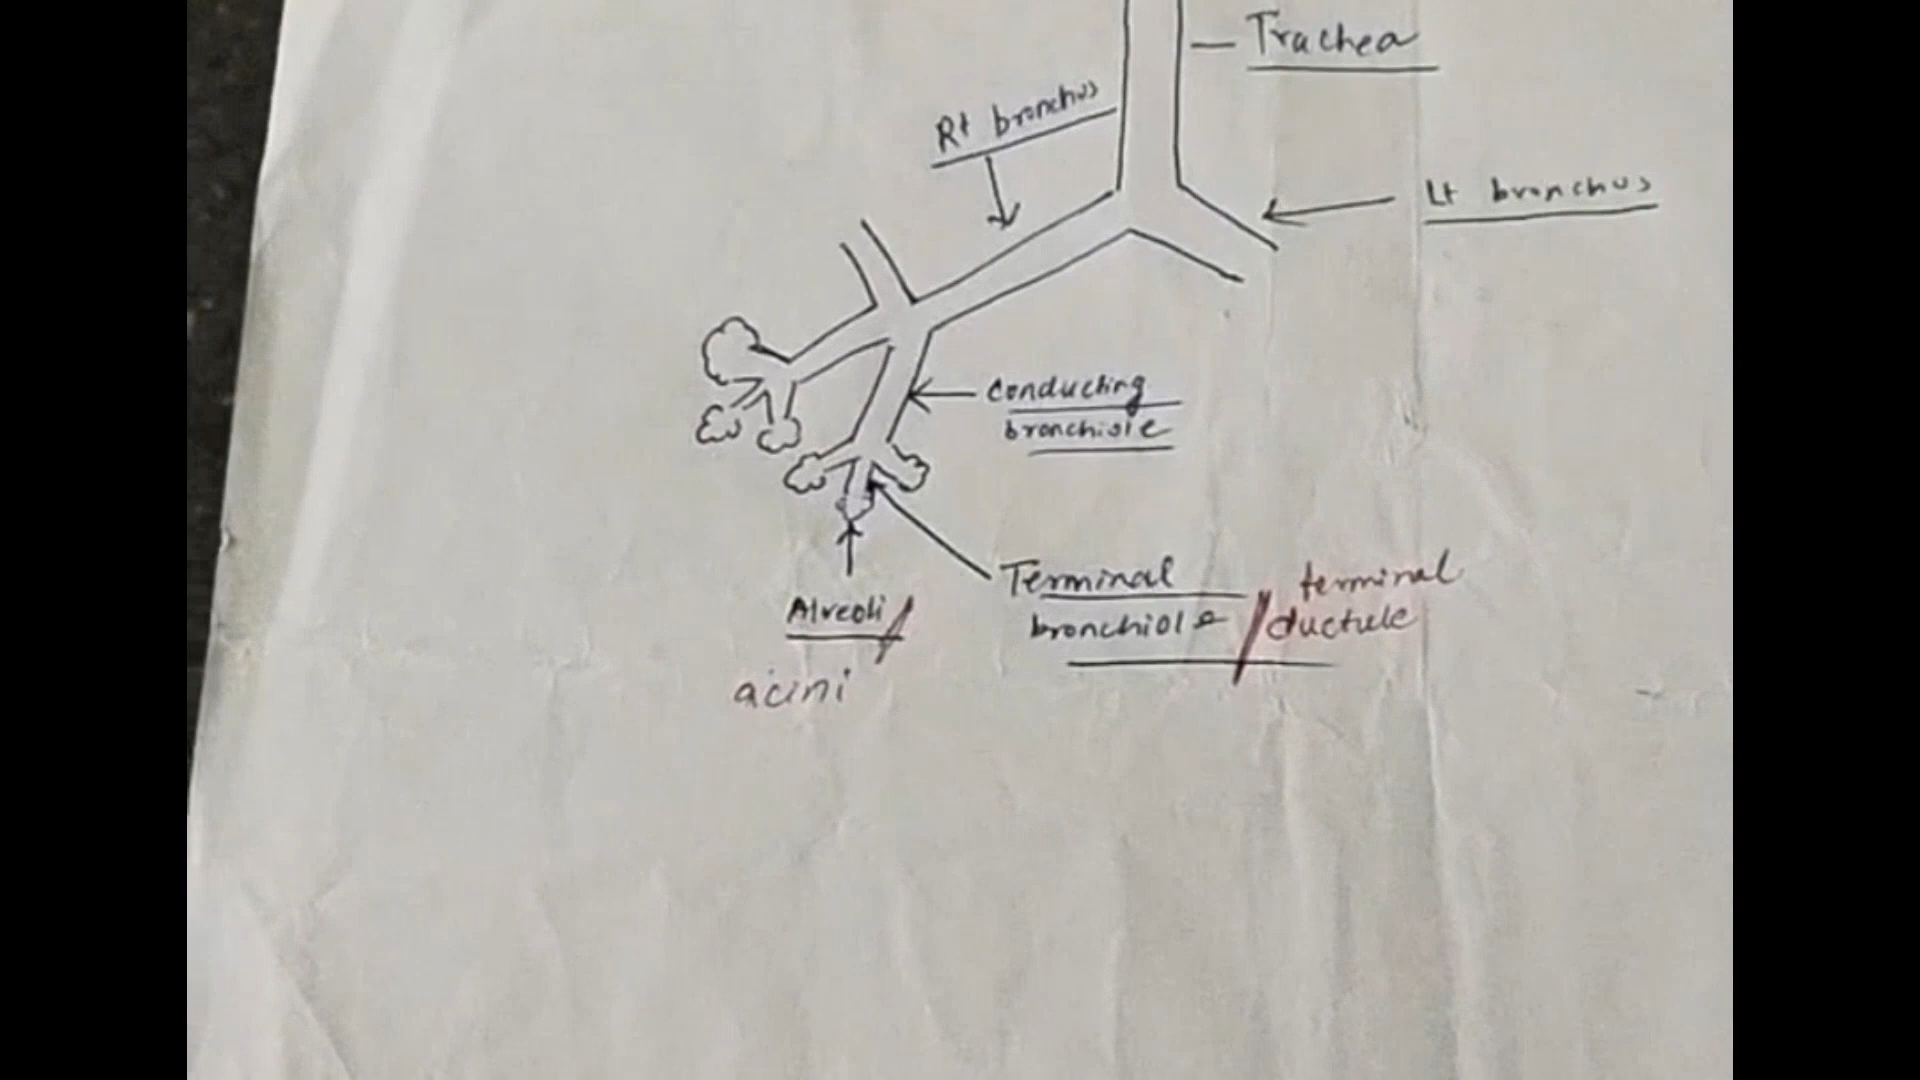 Trachea
Rt bronchus
Lt bronchus
conducting
bronchiole
Terminal
bronchiole / terminal
ductule
Alveoli /
acini